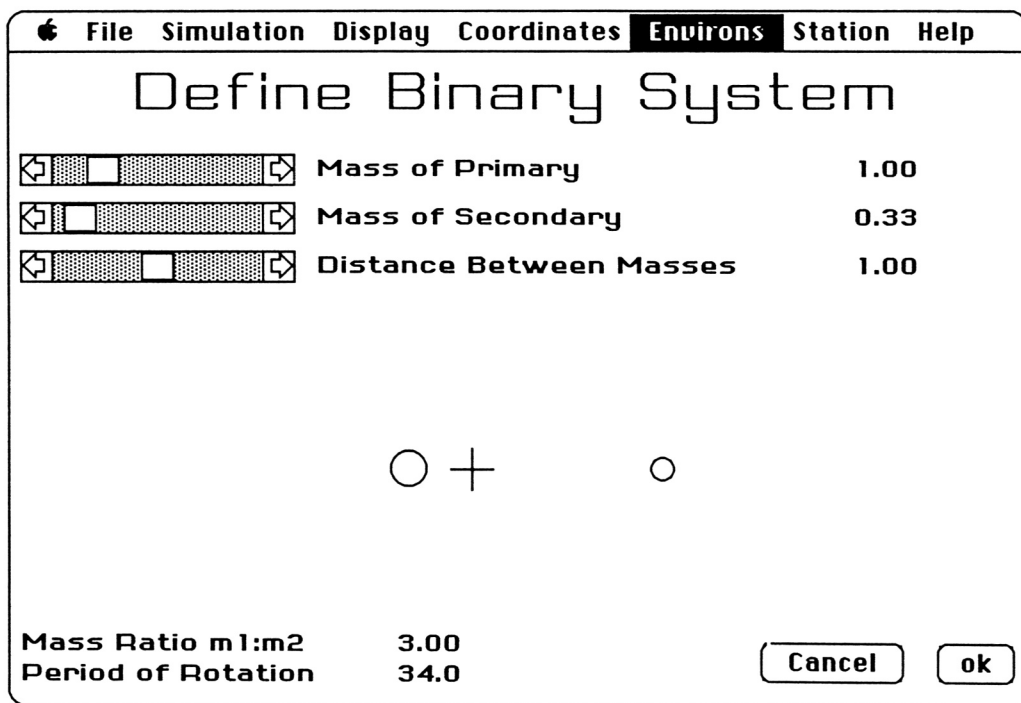 File Simulation Display Coordinates Environs Station Help
Define Binary System
Mass of Primary 1.00
Mass of Secondary 0.33
Distance Between Masses 1.00
Mass Ratio m1:m2 3.00
Period of Rotation 34.0
Cancel ok